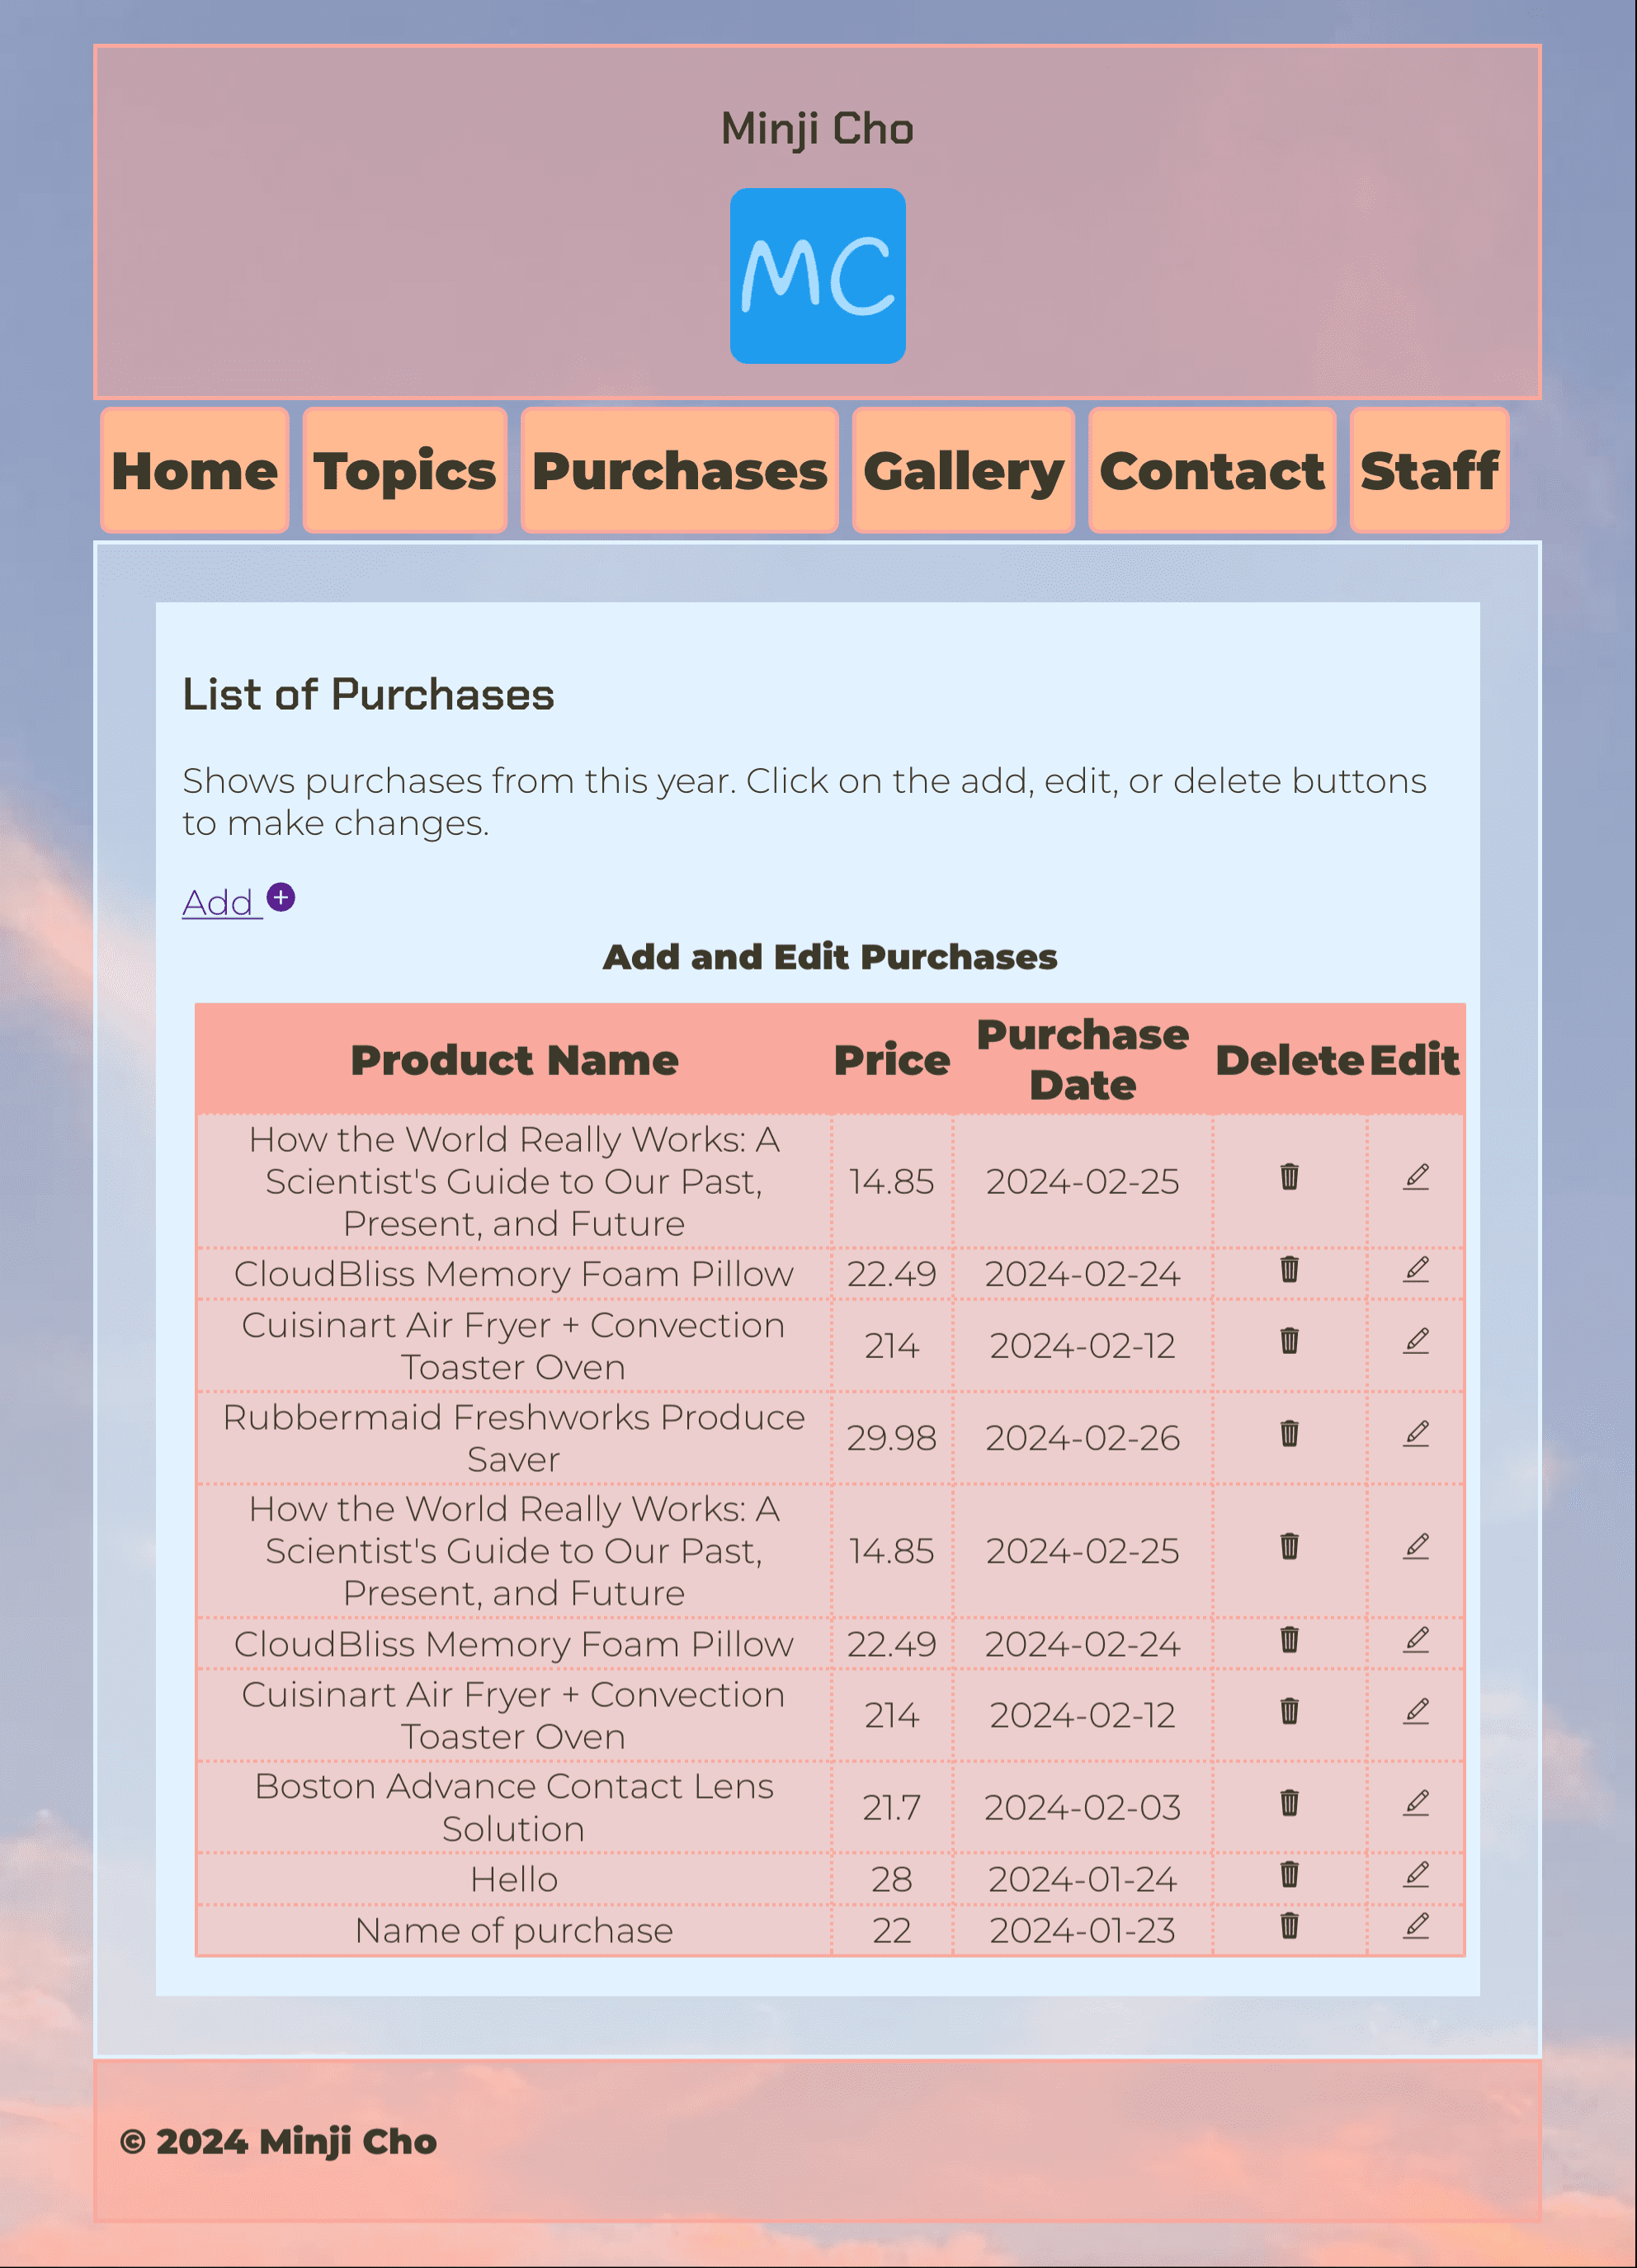 Minji Cho
MC
Home Topics Purchases Gallery Contact Staff
List of Purchases
Shows purchases from this year. Click on the add, edit, or delete buttons
to make changes.
Add
Add and Edit Purchases
Product Name Price Purchase Date Delete Edit
How the World Really Works: A
Scientist's Guide to Our Past,
Present, and Future
14.85 2024-02-25
CloudBliss Memory Foam Pillow 22.49 2024-02-24
Cuisinart Air Fryer + Convection
Toaster Oven
214 2024-02-12
Rubbermaid Freshworks Produce
Saver
29.98 2024-02-26
How the World Really Works: A
Scientist's Guide to Our Past,
Present, and Future
14.85 2024-02-25
CloudBliss Memory Foam Pillow 22.49 2024-02-24
Cuisinart Air Fryer + Convection
Toaster Oven
214 2024-02-12
Boston Advance Contact Lens
Solution
21.7 2024-02-03
Hello 28 2024-01-24
Name of purchase 22 2024-01-23
© 2024 Minji Cho